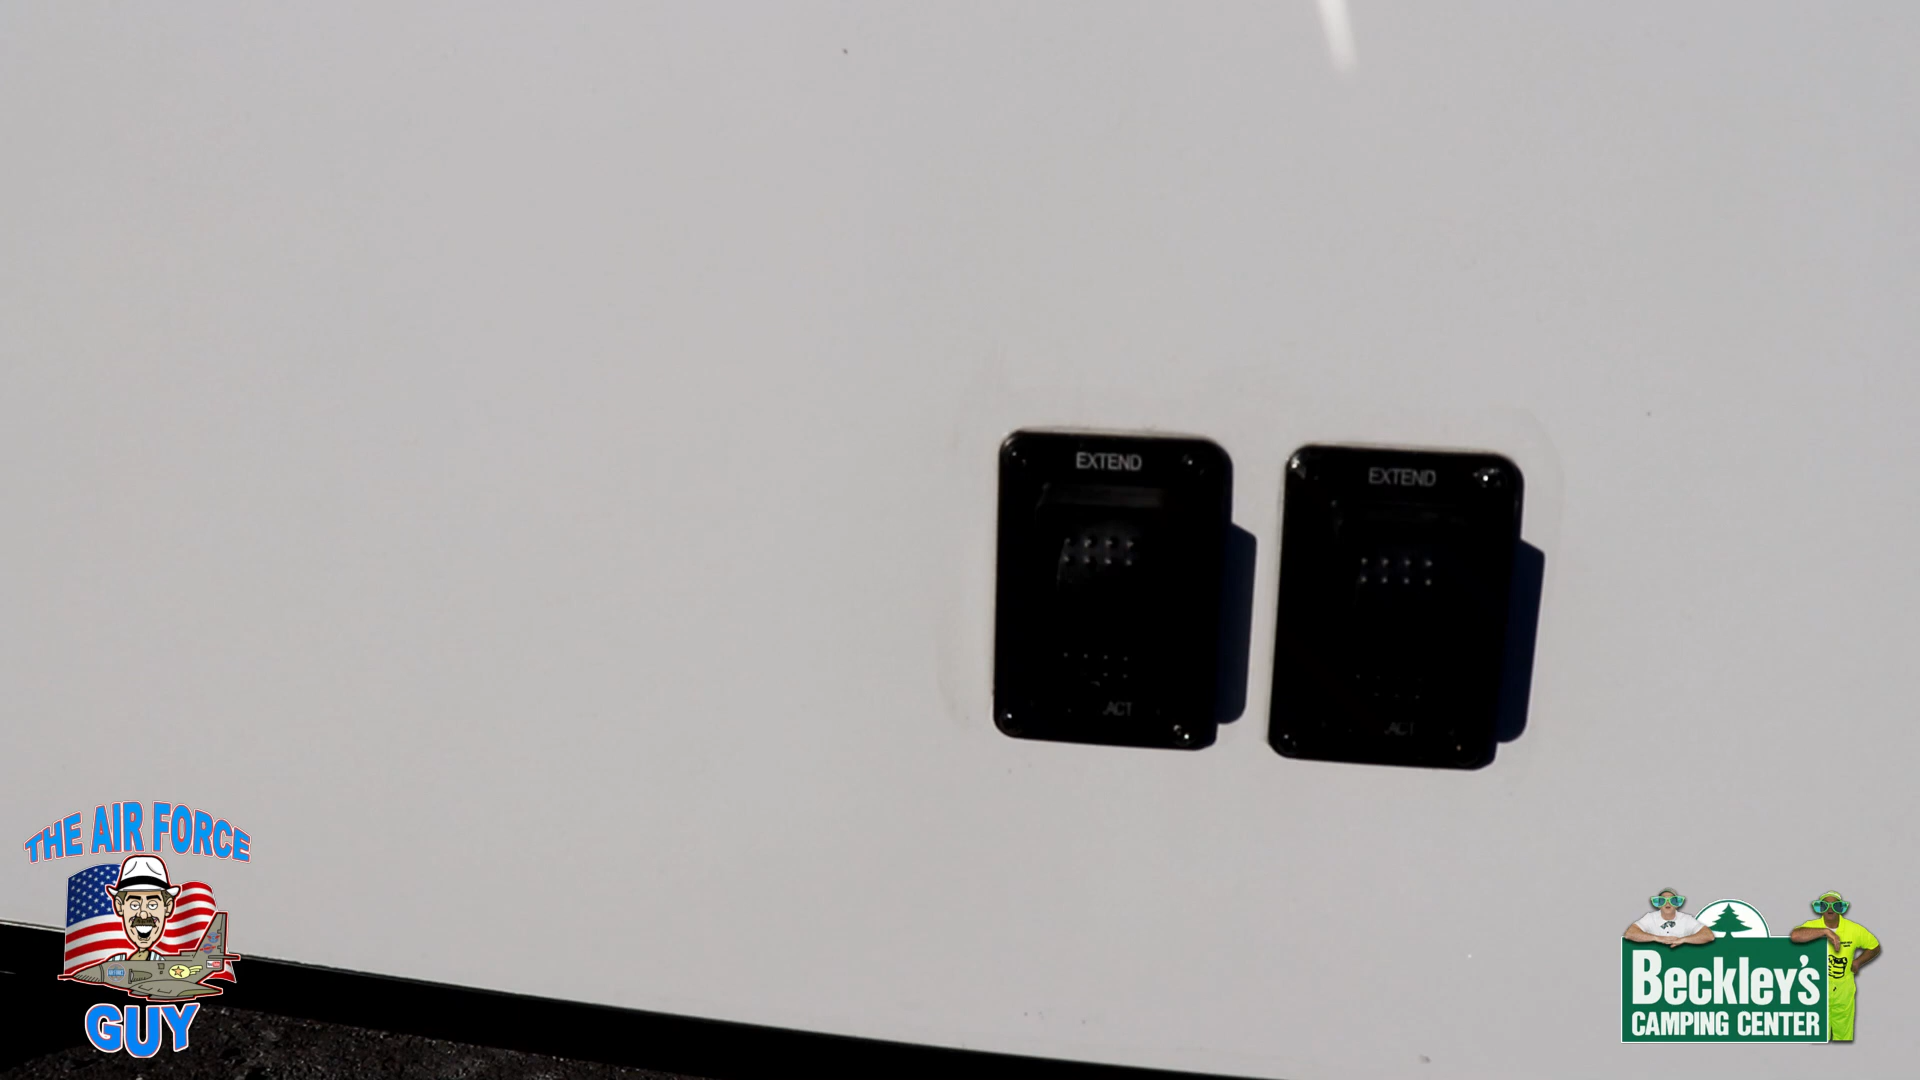 EXTEND
EXTEND
ACT
ACT
THE AIR FORCE
GUY
Beckley's
CAMPING CENTER